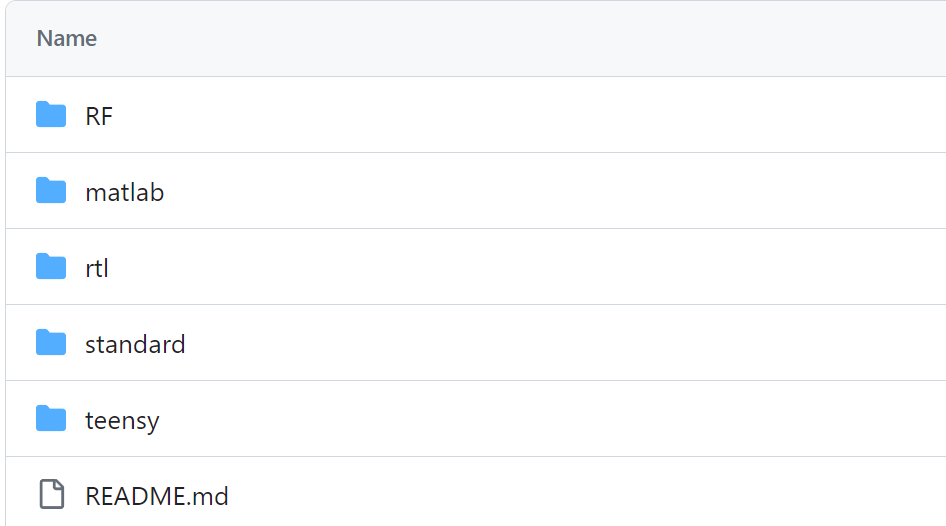 Name
RF
matlab
rtl
standard
teensy
README.md